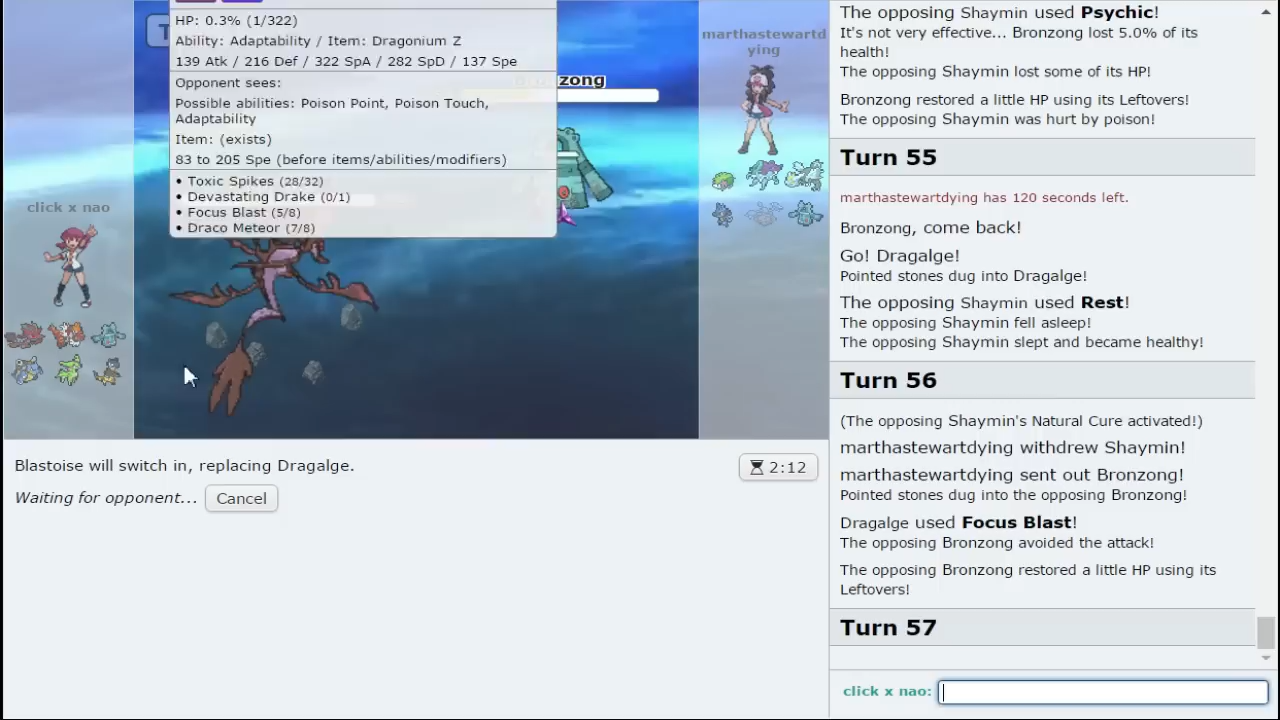 HP: 0.3% (1/322)
Ability: Adaptability / Item: Dragonium Z
139 Atk / 216 Def / 322 SpA / 282 SpD / 137 Spe
Opponent sees:
Possible abilities: Poison Point, Poison Touch,
Adaptability
Item: (exists)
83 to 205 Spe (before items/abilities/modifiers)
• Toxic Spikes (28/32)
• Devastating Drake (0/1)
• Focus Blast (5/8)
• Draco Meteor (7/8)
T
zong
marthastewartd
ying
click x nao
Blastoise will switch in, replacing Dragalge.
2:12
Waiting for opponent... Cancel
The opposing Shaymin used Psychic!
It's not very effective... Bronzong lost 5.0% of its
health!
The opposing Shaymin lost some of its HP!
Bronzong restored a little HP using its Leftovers!
The opposing Shaymin was hurt by poison!
Turn 55
marthastewartdying has 120 seconds left.
Bronzong, come back!
Go! Dragalge!
Pointed stones dug into Dragalge!
The opposing Shaymin used Rest!
The opposing Shaymin fell asleep!
The opposing Shaymin slept and became healthy!
Turn 56
(The opposing Shaymin's Natural Cure activated!)
marthastewartdying withdrew Shaymin!
marthastewartdying sent out Bronzong!
Pointed stones dug into the opposing Bronzong!
Dragalge used Focus Blast!
The opposing Bronzong avoided the attack!
The opposing Bronzong restored a little HP using its
Leftovers!
Turn 57
click x nao: